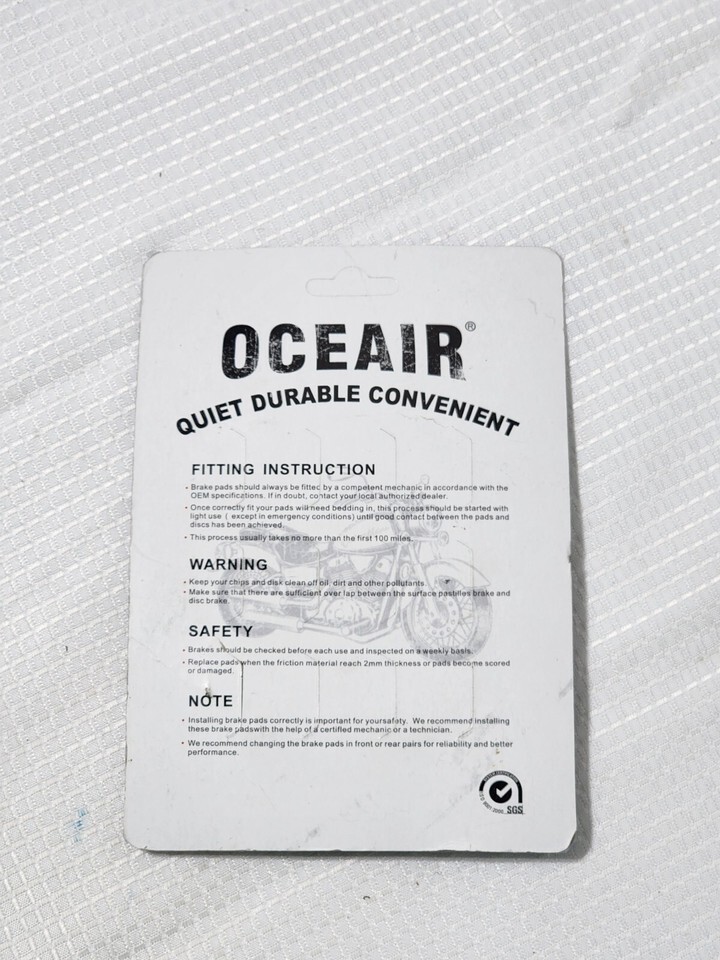 OCEAIR®
QUIET DURABLE CONVENIENT
FITTING INSTRUCTION
• Brake pads should always be fitted by a competent mechanic in accordance with the
OEM specifications. If in doubt, contact your local authorized dealer.
• Once correctly fit your pads will need bedding in, this process should be started with
light use ( except in emergency conditions) until good contact between the pads and
discs has been achieved.
• This process usually takes no more than the first 100 miles.
WARNING
• Keep your chips and disk clean off oil, dirt and other pollutants.
• Make sure that there are sufficient over lap between the surface pastilles brake and
disc brake.
SAFETY
• Brakes should be checked before each use and inspected on a weekly basis.
• Replace pads when the friction material reach 2mm thickness or pads become scored
or damaged.
NOTE
• Installing brake pads correctly is important for yoursafety. We recommend installing
these brake padswith the help of a certified mechanic or a technician.
• We recommend changing the brake pads in front or rear pairs for reliability and better
performance.
SGS